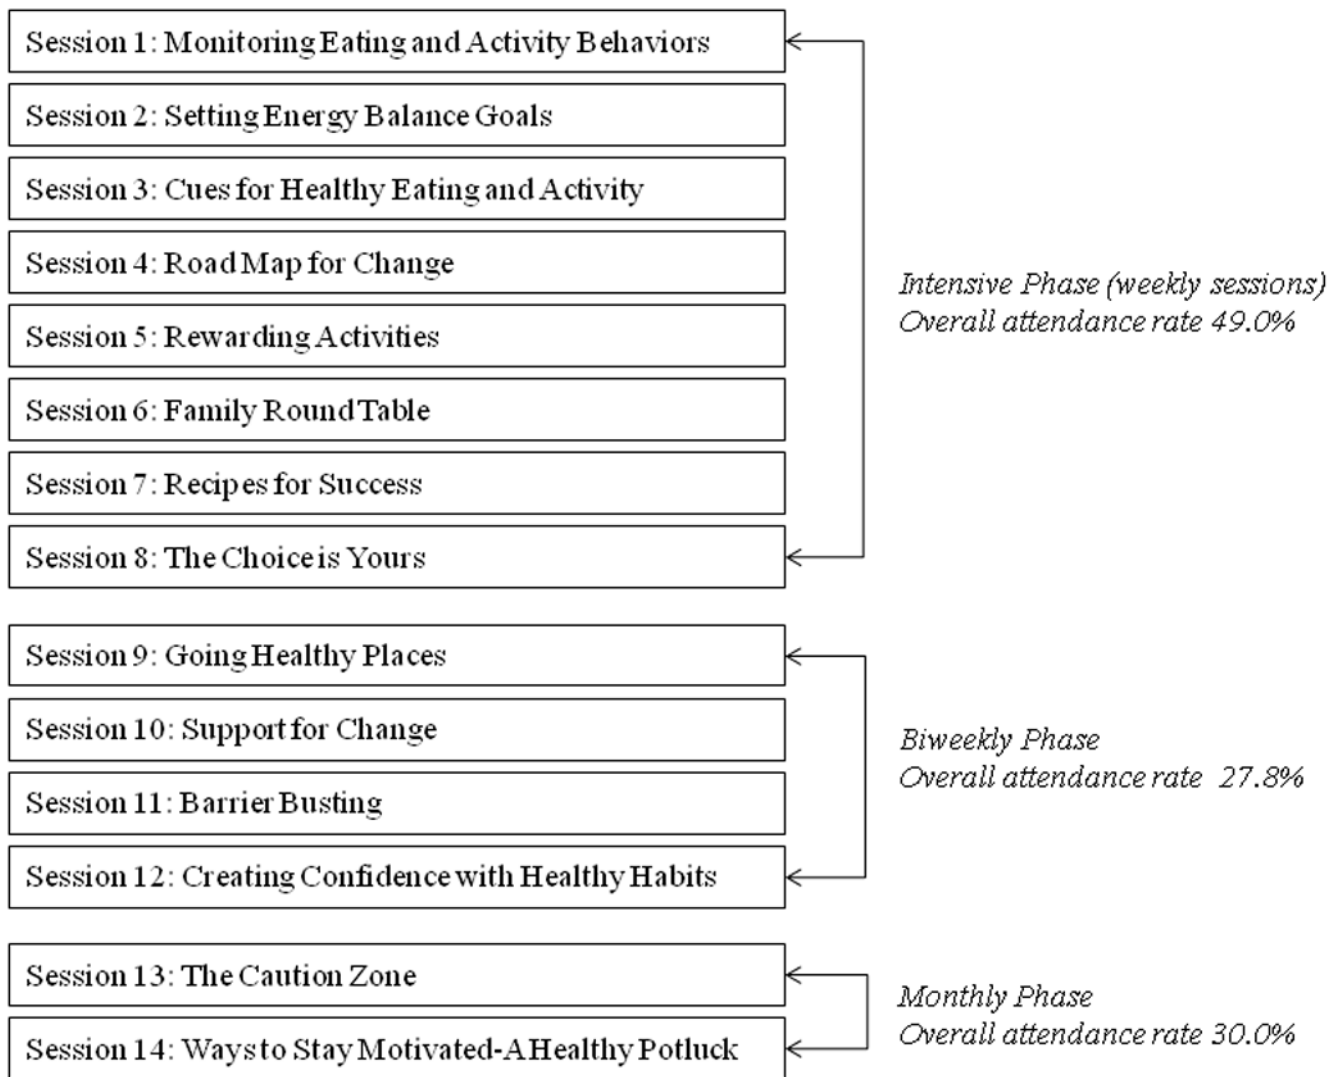 Session 1: Monitoring Eating and Activity Behaviors
Session 2: Setting Energy Balance Goals
Session 3: Cues for Healthy Eating and Activity
Session 4: Road Map for Change
Session 5: Rewarding Activities
Session 6: Family Round Table
Session 7: Recipes for Success
Session 8: The Choice is Yours
Intensive Phase (weekly sessions)
Overall attendance rate 49.0%
Session 9: Going Healthy Places
Session 10: Support for Change
Session 11: Barrier Busting
Session 12: Creating Confidence with Healthy Habits
Biweekly Phase
Overall attendance rate 27.8%
Session 13: The Caution Zone
Session 14: Ways to Stay Motivated-A Healthy Potluck
Monthly Phase
Overall attendance rate 30.0%